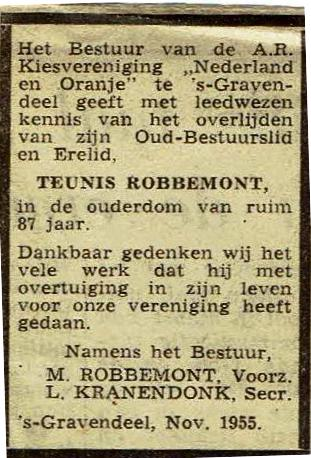 Het Bestuur van de A.R.
Kiesvereniging „Nederland
en Oranje” te 's-Graven-
deel geeft met leedwezen
kennis van het overlijden
van zijn Oud-Bestuurslid
en Erelid,
TEUNIS ROBBEMONT,
in de ouderdom van ruim
87 jaar.
Dankbaar gedenken wij het
vele werk dat hij met
overtuiging in zijn leven
voor onze vereniging heeft
gedaan.
Namens het Bestuur,
M. ROBBEMONT, Voorz.
L. KRANENDONK, Secr.
's-Gravendeel, Nov. 1955.